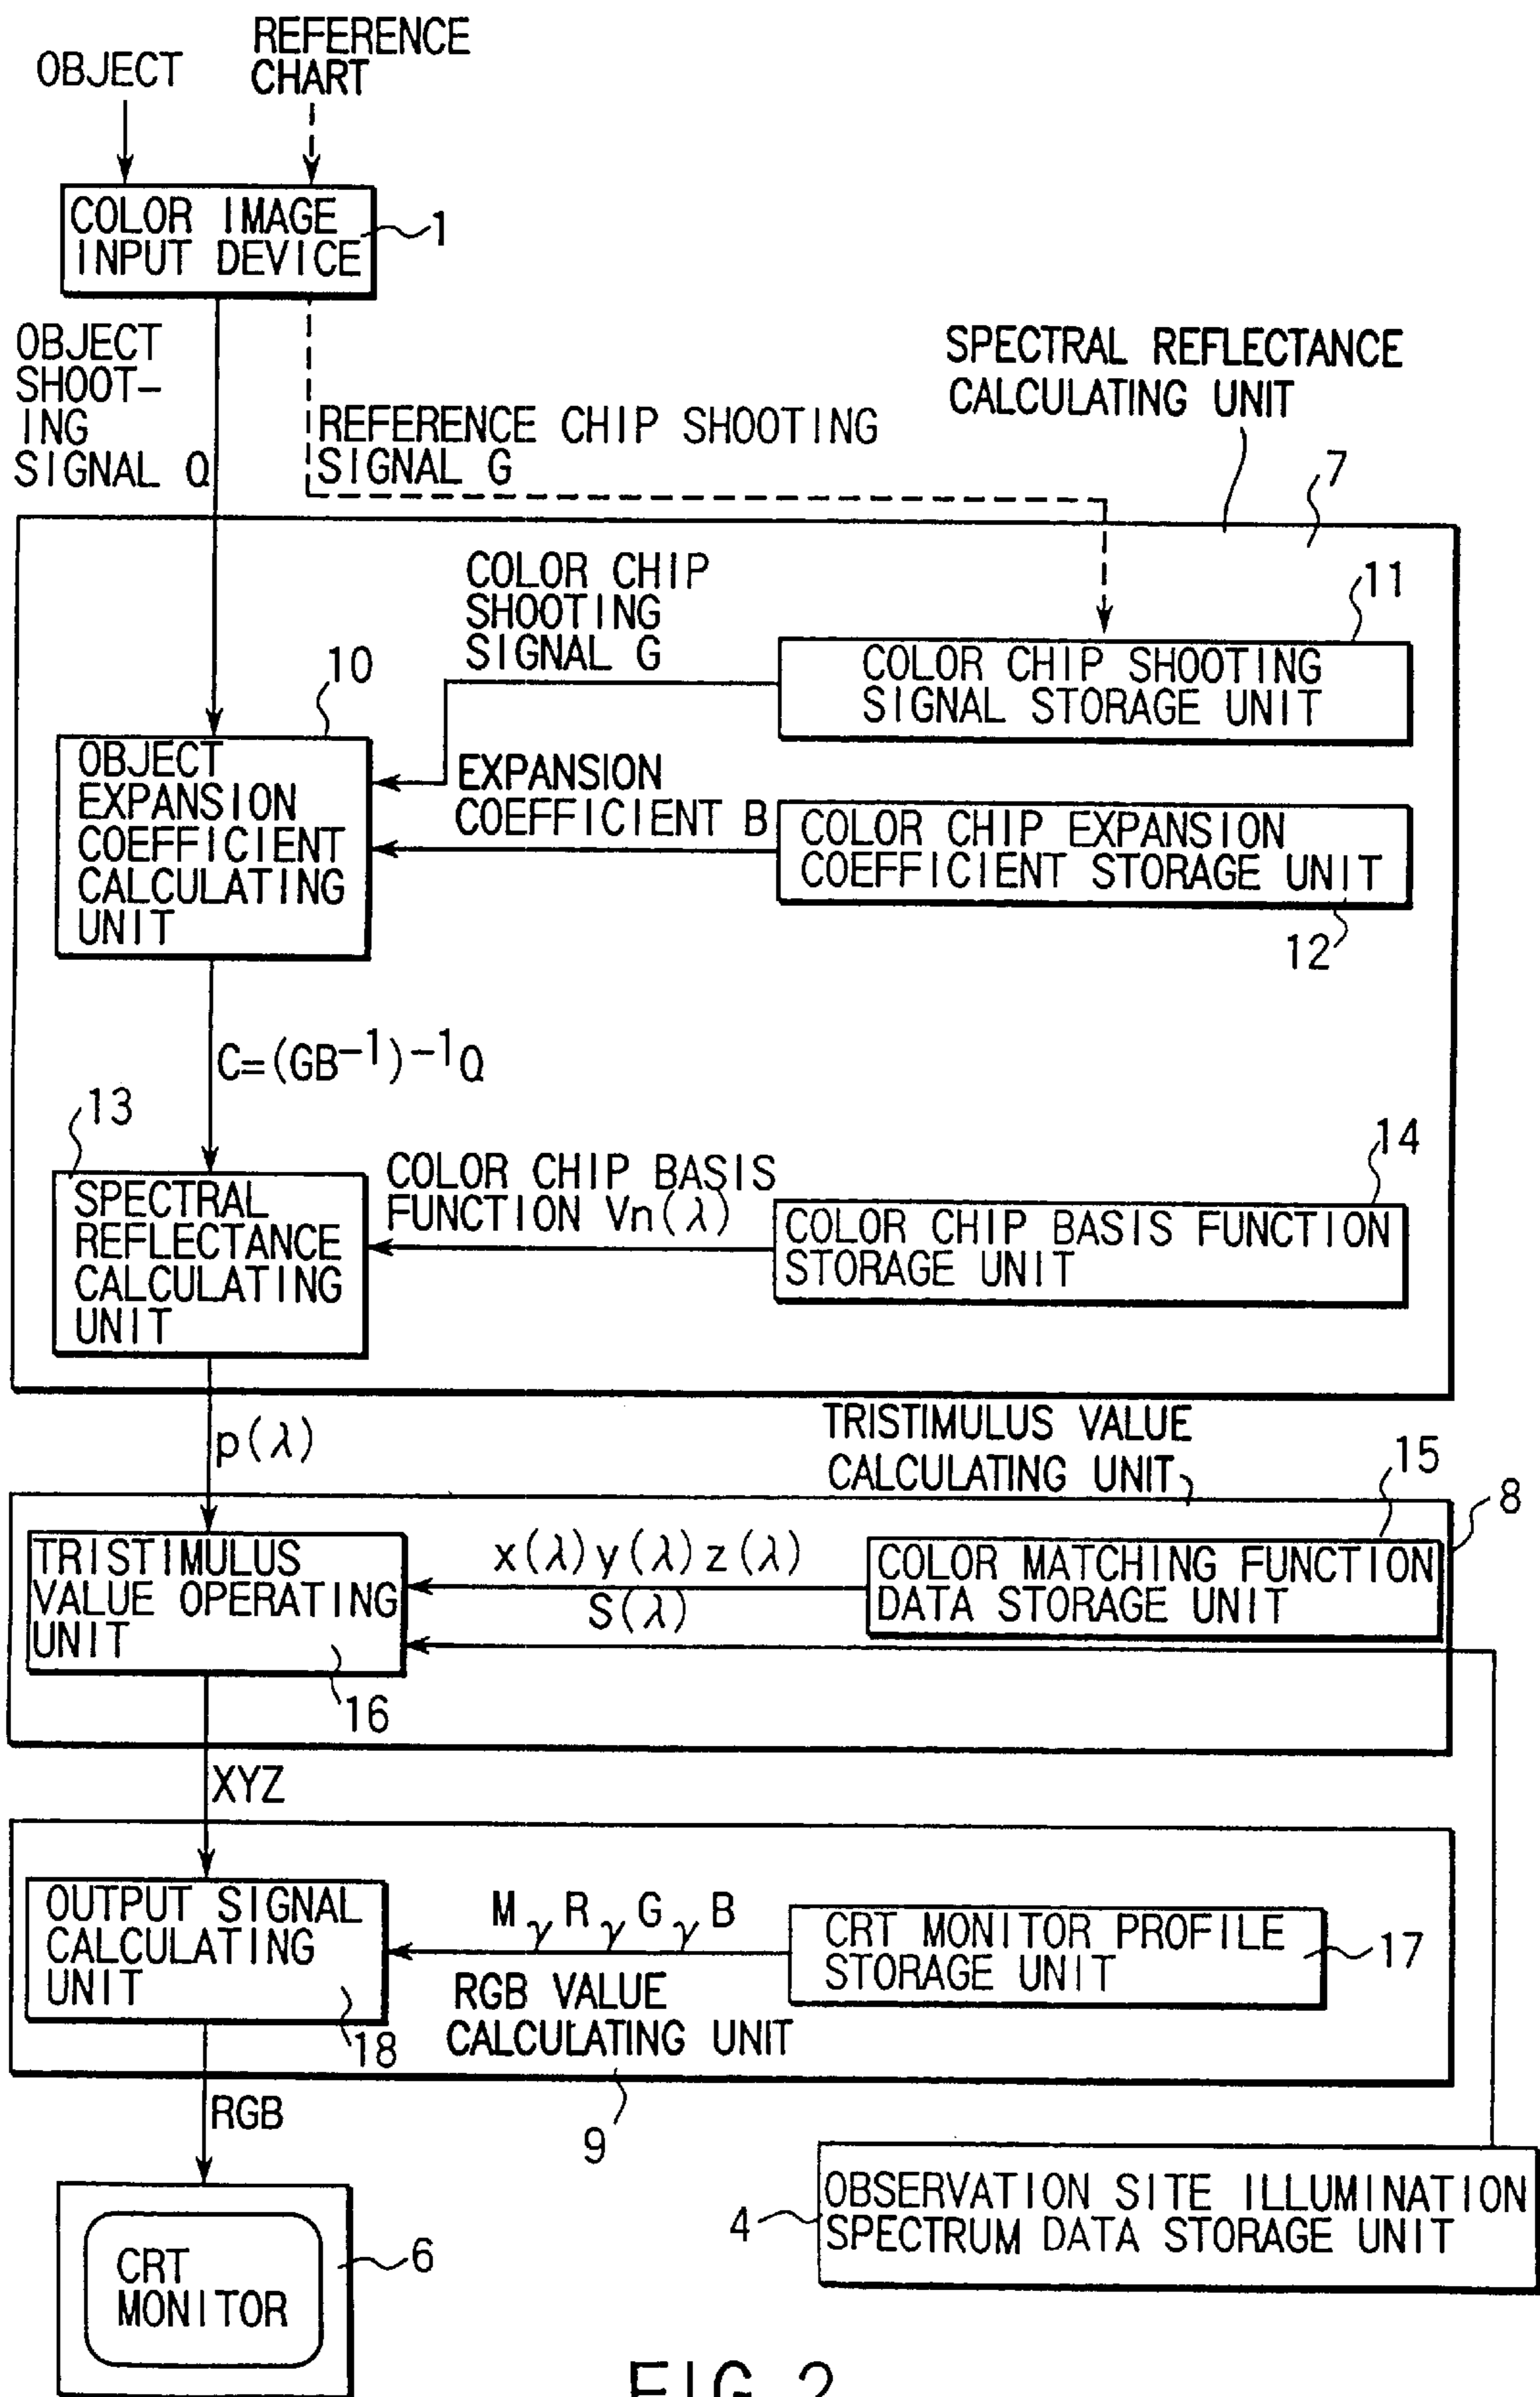 OBJECT
REFERENCE
CHART
COLOR IMAGE
INPUT DEVICE
1
OBJECT
SHOOT-
ING
SIGNAL Q
REFERENCE CHIP SHOOTING
SIGNAL G
SPECTRAL REFLECTANCE
CALCULATING UNIT
7
COLOR CHIP
SHOOTING
SIGNAL G
11
COLOR CHIP SHOOTING
SIGNAL STORAGE UNIT
10
OBJECT
EXPANSION
COEFFICIENT
CALCULATING
UNIT
EXPANSION
COEFFICIENT B
COLOR CHIP EXPANSION
COEFFICIENT STORAGE UNIT
12
C=(GB⁻¹)⁻¹Q
13
SPECTRAL
REFLECTANCE
CALCULATING
UNIT
COLOR CHIP BASIS
FUNCTION Vn(λ)
14
COLOR CHIP BASIS FUNCTION
STORAGE UNIT
p(λ)
TRISTIMULUS VALUE
CALCULATING UNIT
15
8
TRISTIMULUS
VALUE OPERATING
UNIT
16
x(λ)y(λ)z(λ)
S(λ)
COLOR MATCHING FUNCTION
DATA STORAGE UNIT
XYZ
OUTPUT SIGNAL
CALCULATING
UNIT
18
MγRγGγB
CRT MONITOR PROFILE
STORAGE UNIT
17
RGB VALUE
CALCULATING UNIT
9
RGB
CRT
MONITOR
6
4
OBSERVATION SITE ILLUMINATION
SPECTRUM DATA STORAGE UNIT
FIG.2